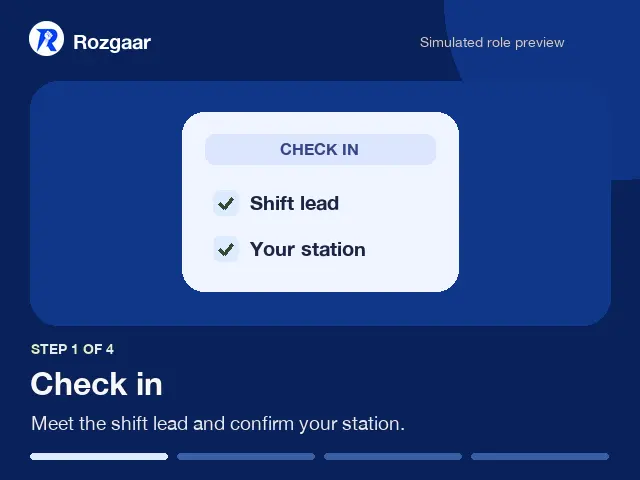 Rozgaar
Simulated role preview
CHECK IN
Shift lead
Your station
STEP 1 OF 4
Check in
Meet the shift lead and confirm your station.